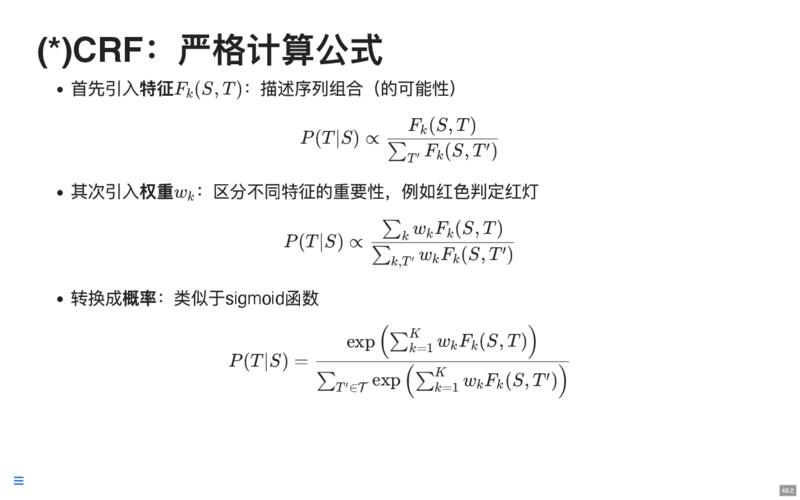 (*)CRF：严格计算公式
• 首先引入特征$F_k(S,T)$：描述序列组合（的可能性）
$P(T|S) \propto \frac{F_k(S,T)}{\sum_{T'} F_k(S,T')}$
• 其次引入权重$w_k$：区分不同特征的重要性，例如红色判定红灯
$P(T|S) \propto \frac{\sum_k w_k F_k(S,T)}{\sum_{k,T'} w_k F_k(S,T')}$
• 转换成概率：类似于sigmoid函数
$P(T|S) = \frac{\exp\left(\sum_{k=1}^{K} w_k F_k(S,T)\right)}{\sum_{T' \in \mathcal{T}} \exp\left(\sum_{k=1}^{K} w_k F_k(S,T')\right)}$